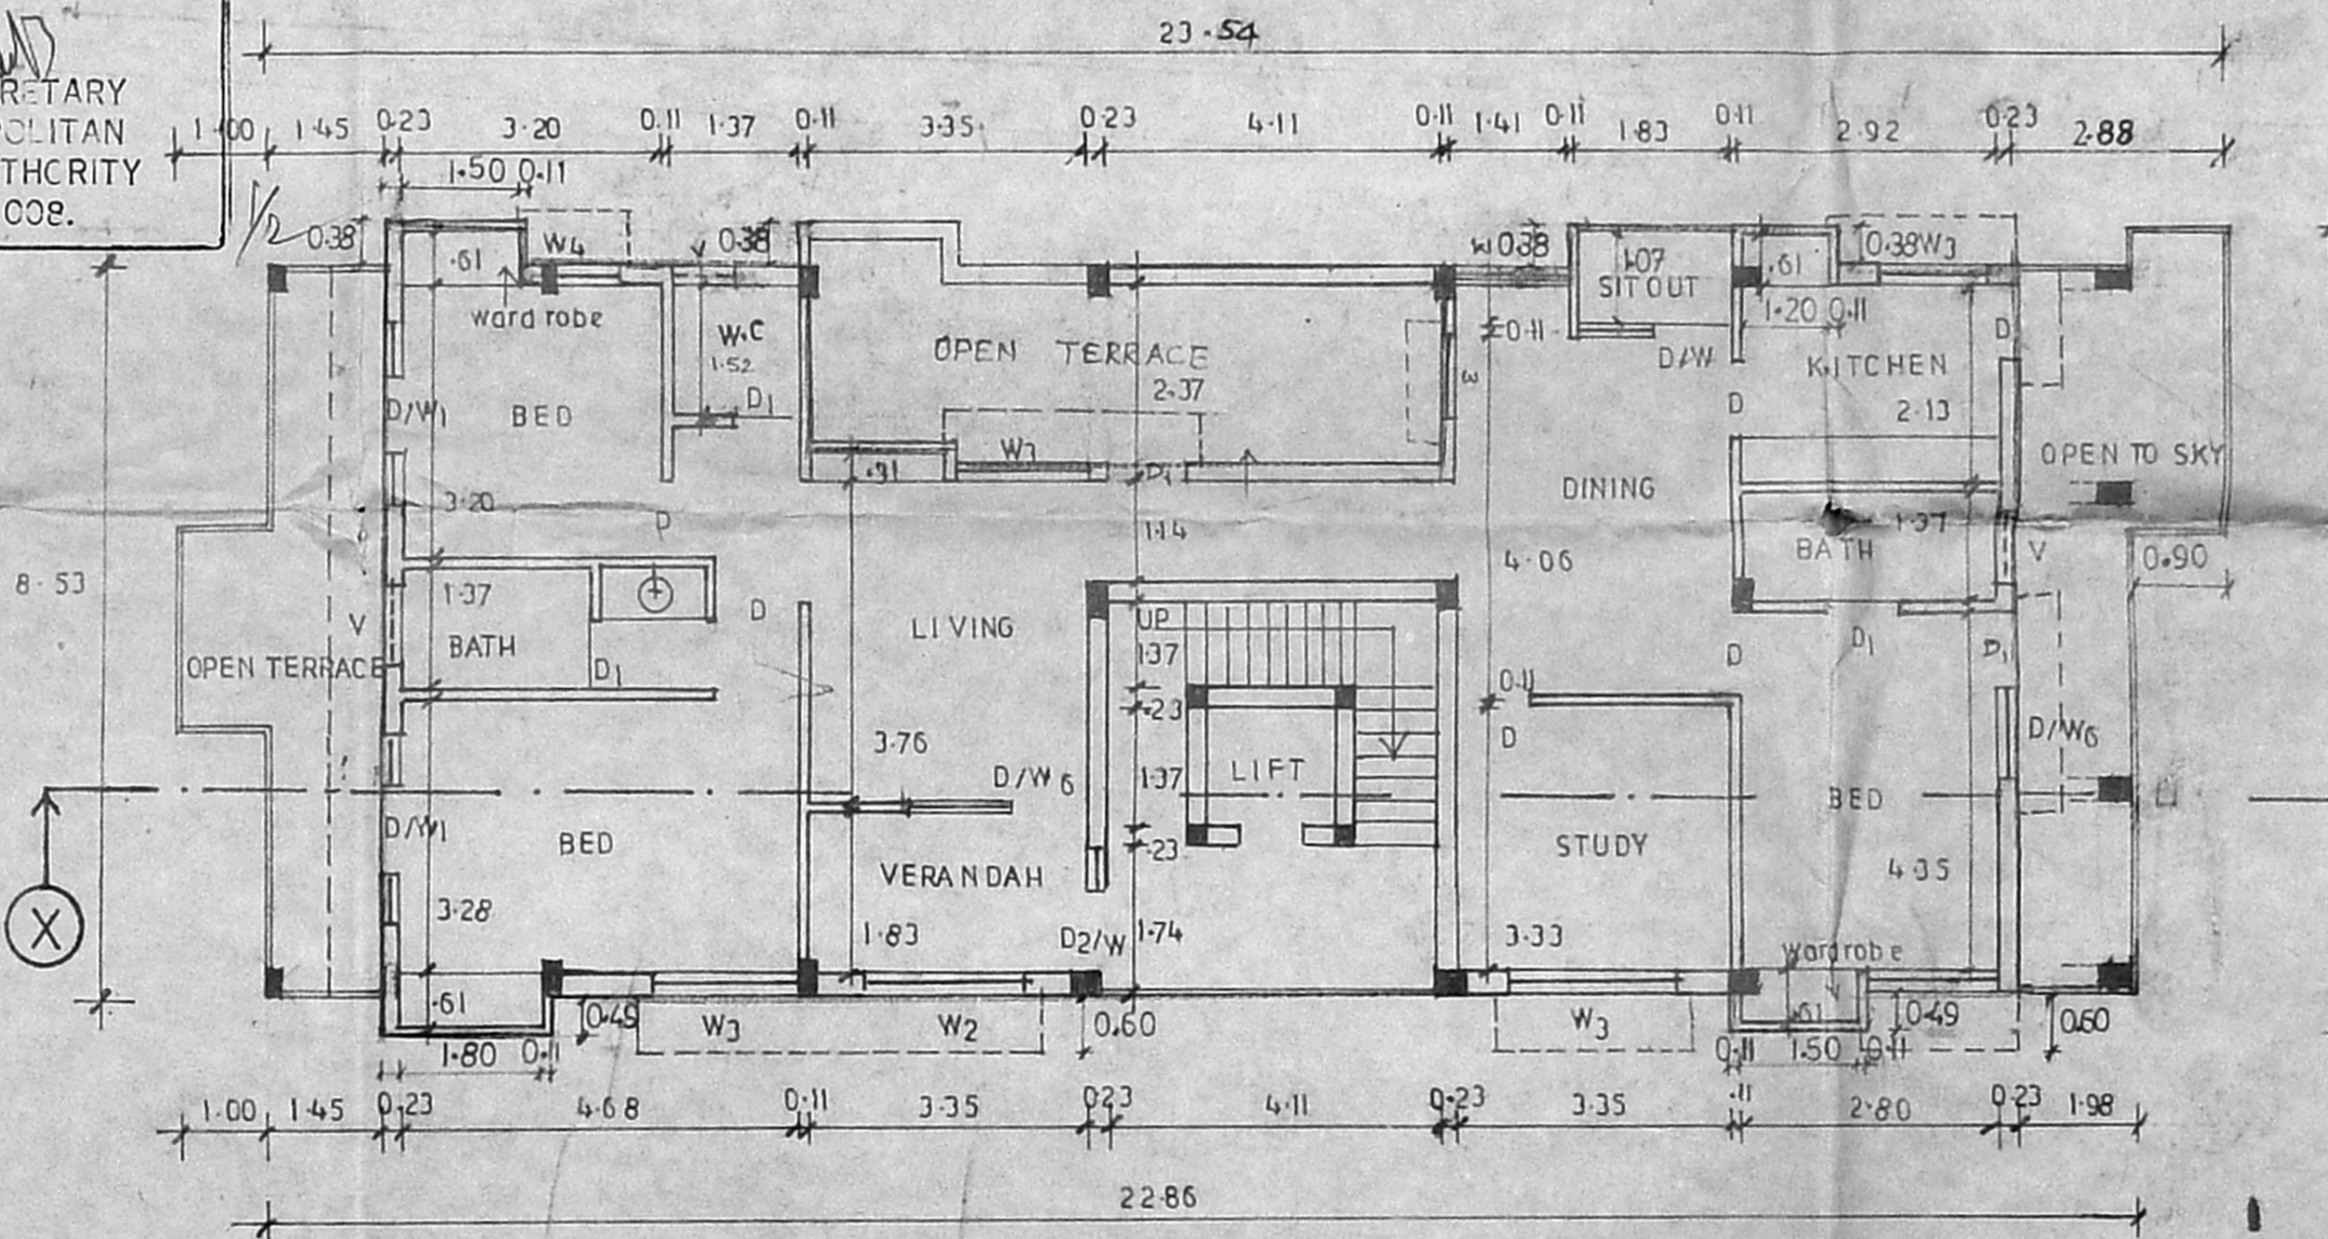 RETARY
POLITAN
THCRITY
008.
1/2
23.54
1.00 1.45 0.23 3.20 0.11 1.37 0.11 3.35 0.23 4.11 0.11 1.41 0.11 1.83 0.11 2.92 0.23 2.88
1.50 0.11
0.38 .61 W4 V 0.38 W 0.38 1.07 .61 0.38 W3
SIT OUT
wardrobe W.C 1.20 0.11
0.11 D
1.52 OPEN TERRACE D/W KITCHEN
D/W1 BED D1 2.37 W D 2.13
.91 W7 D1 OPEN TO SKY
3.20 D 1.14 DINING 1.37
BATH V 0.90
8.53 1.37 4.06
V BATH D LIVING UP
OPEN TERRACE D1 1.37 D D1 D1
.23 0.11
3.76 D D/W6
D/W6 1.37 LIFT
D/W1 BED BED
.23 STUDY
X 3.28 VERANDAH 4.35
1.83 D2/W 1.74 3.33 wardrobe
.61 0.49 W3 W2 0.60 W3 .61 0.49 0.60
1.80 0.11 0.11 1.50 0.11
1.00 1.45 0.23 4.68 0.11 3.35 0.23 4.11 0.23 3.35 .11 2.80 0.23 1.98
22.86